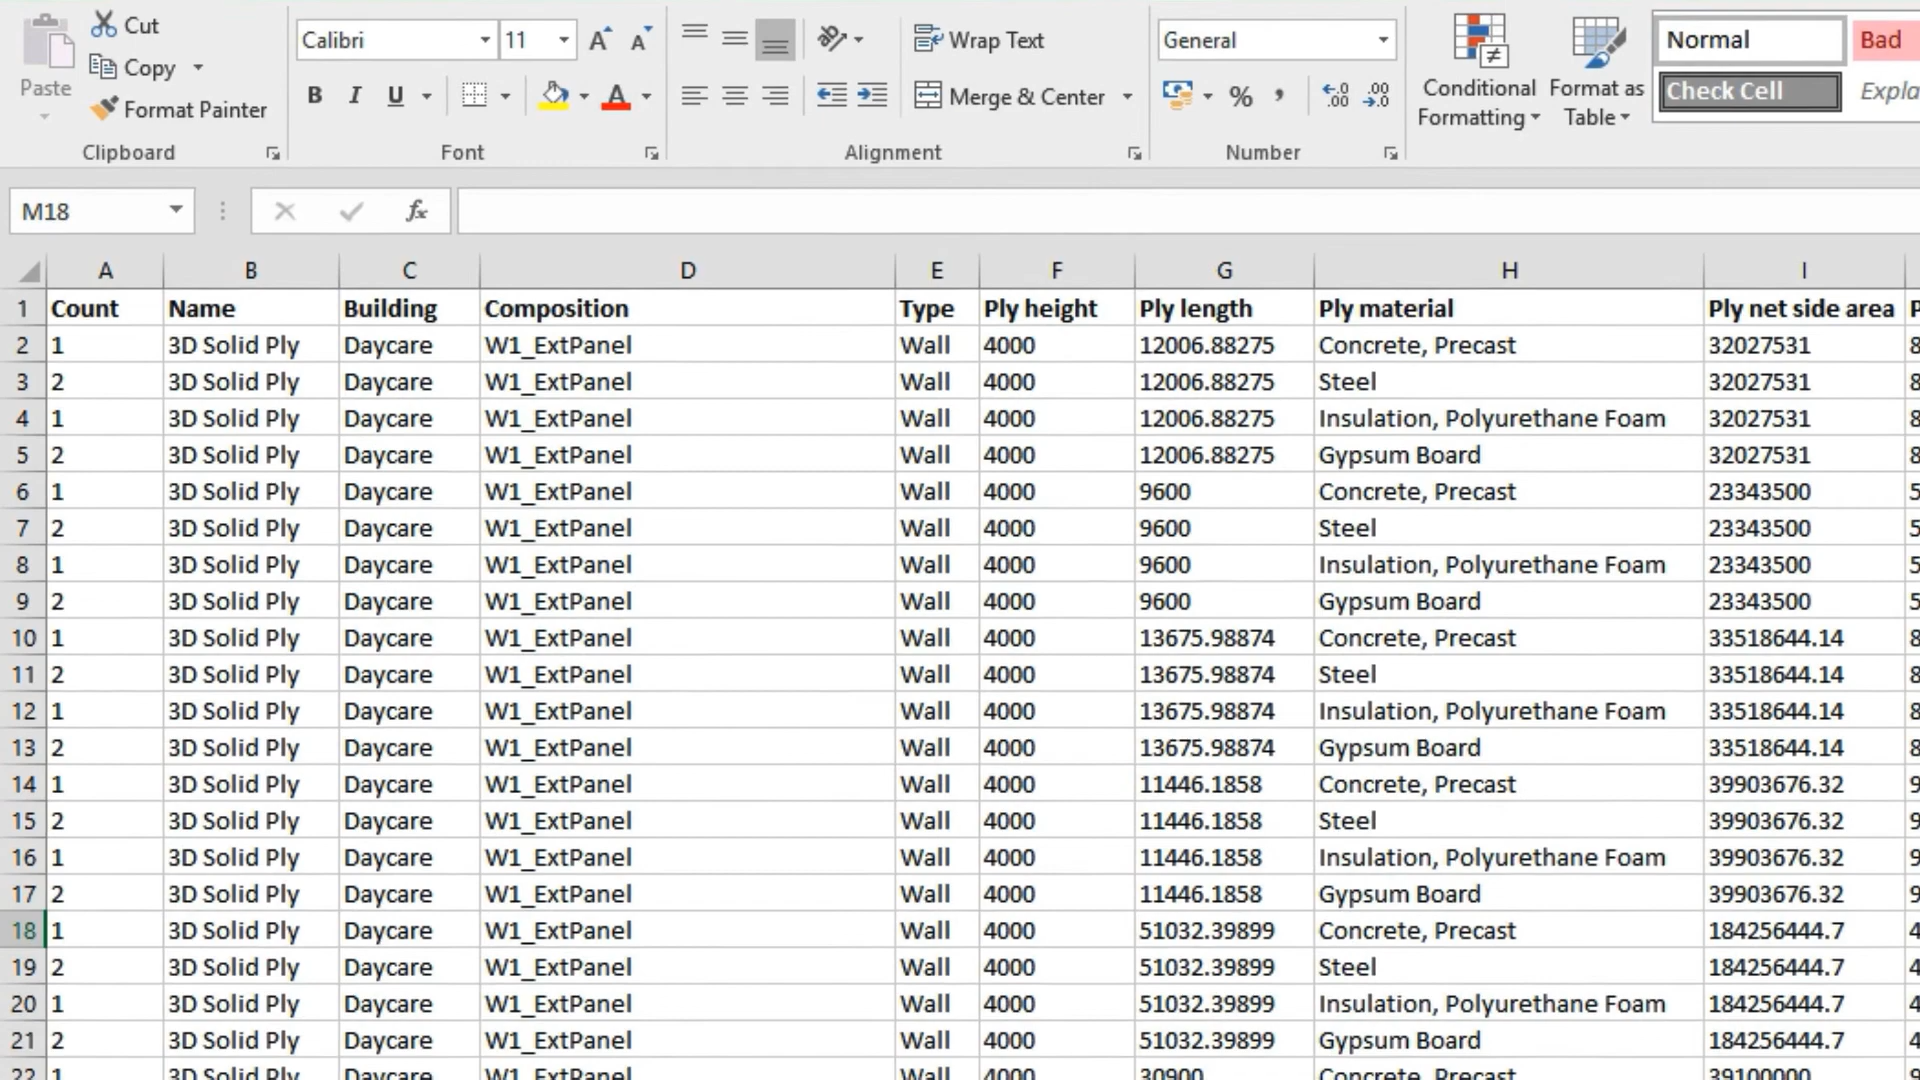 Cut
Copy
Format Painter
Paste
Clipboard
Calibri 11 A A
B I U A
Font
Wrap Text
Merge & Center
Alignment
General
% , .0 .00 .00 .0
Number
Conditional Formatting
Format as Table
Normal Bad
Check Cell
M18 fx
A B C D E F G H I
1 Count Name Building Composition Type Ply height Ply length Ply material Ply net side area
2 1 3D Solid Ply Daycare W1_ExtPanel Wall 4000 12006.88275 Concrete, Precast 32027531
3 2 3D Solid Ply Daycare W1_ExtPanel Wall 4000 12006.88275 Steel 32027531
4 1 3D Solid Ply Daycare W1_ExtPanel Wall 4000 12006.88275 Insulation, Polyurethane Foam 32027531
5 2 3D Solid Ply Daycare W1_ExtPanel Wall 4000 12006.88275 Gypsum Board 32027531
6 1 3D Solid Ply Daycare W1_ExtPanel Wall 4000 9600 Concrete, Precast 23343500
7 2 3D Solid Ply Daycare W1_ExtPanel Wall 4000 9600 Steel 23343500
8 1 3D Solid Ply Daycare W1_ExtPanel Wall 4000 9600 Insulation, Polyurethane Foam 23343500
9 2 3D Solid Ply Daycare W1_ExtPanel Wall 4000 9600 Gypsum Board 23343500
10 1 3D Solid Ply Daycare W1_ExtPanel Wall 4000 13675.98874 Concrete, Precast 33518644.14
11 2 3D Solid Ply Daycare W1_ExtPanel Wall 4000 13675.98874 Steel 33518644.14
12 1 3D Solid Ply Daycare W1_ExtPanel Wall 4000 13675.98874 Insulation, Polyurethane Foam 33518644.14
13 2 3D Solid Ply Daycare W1_ExtPanel Wall 4000 13675.98874 Gypsum Board 33518644.14
14 1 3D Solid Ply Daycare W1_ExtPanel Wall 4000 11446.1858 Concrete, Precast 39903676.32
15 2 3D Solid Ply Daycare W1_ExtPanel Wall 4000 11446.1858 Steel 39903676.32
16 1 3D Solid Ply Daycare W1_ExtPanel Wall 4000 11446.1858 Insulation, Polyurethane Foam 39903676.32
17 2 3D Solid Ply Daycare W1_ExtPanel Wall 4000 11446.1858 Gypsum Board 39903676.32
18 1 3D Solid Ply Daycare W1_ExtPanel Wall 4000 51032.39899 Concrete, Precast 184256444.7
19 2 3D Solid Ply Daycare W1_ExtPanel Wall 4000 51032.39899 Steel 184256444.7
20 1 3D Solid Ply Daycare W1_ExtPanel Wall 4000 51032.39899 Insulation, Polyurethane Foam 184256444.7
21 2 3D Solid Ply Daycare W1_ExtPanel Wall 4000 51032.39899 Gypsum Board 184256444.7
22 1 3D Solid Ply Daycare W1_ExtPanel Wall 4000 30900 Concrete, Precast 39100000